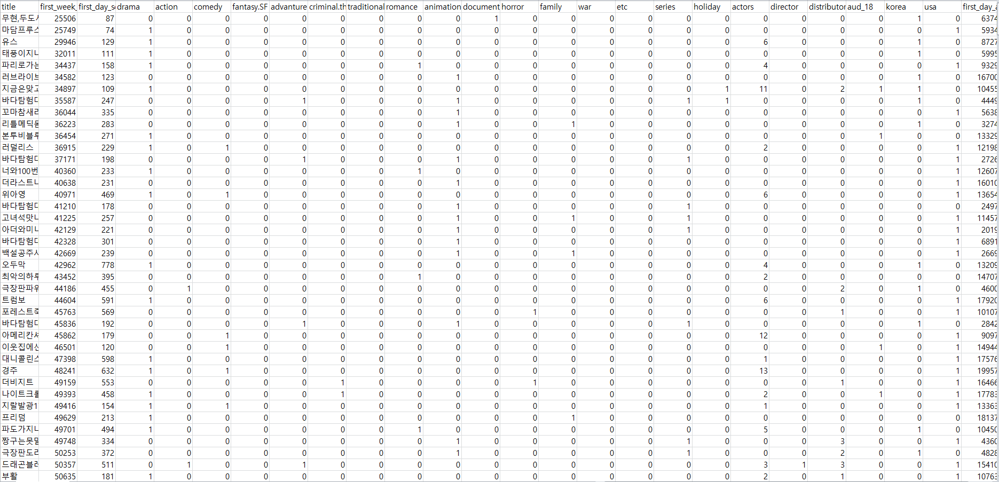 title first_week_ first_day_s drama action comedy fantasy.SF advanture criminal.th traditional romance animation document horror family war etc series holiday actors director distributor aud_18 korea usa first_day_a
무현,두도시 25506 87 0 0 0 0 0 0 0 0 0 1 0 0 0 0 0 0 0 0 0 0 1 0 6374
마담프루스 25749 74 1 0 0 0 0 0 0 0 0 0 0 0 0 0 0 0 0 0 0 0 0 1 5934
유스 29946 129 1 0 0 0 0 0 0 0 0 0 0 0 0 0 0 0 6 0 0 0 1 0 8727
태풍이지나 32011 111 1 0 0 0 0 0 0 0 0 0 0 0 0 0 0 0 0 0 0 0 1 0 5995
파리로가는 34437 158 1 0 0 0 0 0 0 1 0 0 0 0 0 0 0 0 4 0 0 0 0 1 9329
러브라이브 34582 123 0 0 0 0 0 0 0 0 1 0 0 0 0 0 0 0 0 0 0 0 1 0 16700
지금은맞고 34897 109 1 0 0 0 0 0 0 0 0 0 0 0 0 0 0 1 11 0 2 1 1 0 10455
바다탐험대 35587 247 0 0 0 0 1 0 0 0 1 0 0 0 0 0 1 1 0 0 0 0 1 0 4449
꼬마참새리 36044 335 0 0 0 0 0 0 0 0 1 0 0 0 0 0 0 0 0 0 0 0 0 1 5638
리틀메딕몸 36223 283 0 0 0 0 0 0 0 0 1 0 0 1 0 0 0 0 0 0 0 0 1 0 3274
본투비블루 36454 271 1 0 0 0 0 0 0 0 0 0 0 0 0 0 0 0 0 0 0 1 0 0 13329
러덜리스 36915 229 1 0 1 0 0 0 0 0 0 0 0 0 0 0 0 0 2 0 0 0 0 1 12198
바다탐험대 37171 198 0 0 0 0 1 0 0 0 1 0 0 0 0 0 1 0 0 0 0 0 0 1 2726
너와100번 40360 233 1 0 0 0 0 0 0 1 0 0 0 0 0 0 0 0 0 0 0 0 0 1 12607
더라스트나 40638 231 0 0 0 0 0 0 0 0 1 0 0 0 0 0 0 0 0 0 0 0 0 1 16010
위아영 40971 469 1 0 1 0 0 0 0 0 0 0 0 0 0 0 0 0 6 0 0 0 0 1 13654
바다탐험대 41210 178 0 0 0 0 0 0 0 0 1 0 0 0 0 0 1 0 0 0 0 0 0 1 2497
고녀석맛나 41225 257 0 0 0 0 0 0 0 0 1 0 0 1 0 0 1 0 0 0 0 0 0 1 11457
아더와미니 42129 221 0 0 0 0 0 0 0 0 1 0 0 0 0 0 1 0 0 0 0 0 0 1 2019
바다탐험대 42328 301 0 0 0 0 0 0 0 0 1 0 0 0 0 0 0 0 0 0 0 0 0 1 6891
백설공주사 42669 239 0 0 0 0 0 0 0 0 1 0 0 1 0 0 0 0 0 0 0 0 0 1 2669
오두막 42962 778 1 0 0 0 0 0 0 0 0 0 0 0 0 0 0 0 4 0 0 0 1 0 13209
최악의하루 43452 395 0 0 0 0 0 0 0 1 0 0 0 0 0 0 0 0 2 0 0 0 0 0 14707
극장판파워 44186 455 0 1 0 0 0 0 0 0 0 0 0 0 0 0 0 0 0 0 2 0 1 0 4600
트럼보 44604 591 1 0 0 0 0 0 0 0 0 0 0 0 0 0 0 0 6 0 0 0 0 1 17920
포레스트죽 45763 569 0 0 0 0 0 0 0 0 0 0 1 0 0 0 0 0 0 0 1 0 0 1 10107
바다탐험대 45836 192 0 0 0 0 1 0 0 0 1 0 0 0 0 0 1 0 0 0 0 0 1 0 2842
아메리칸셰 45862 179 0 0 1 0 0 0 0 0 0 0 0 0 0 0 0 0 12 0 0 0 0 1 9097
이웃집에신 46501 120 0 0 1 0 0 0 0 0 0 0 0 0 0 0 0 0 0 0 0 1 0 1 14944
대니콜린스 47398 598 1 0 0 0 0 0 0 0 0 0 0 0 0 0 0 0 1 0 0 0 0 1 17576
경주 48241 632 1 0 1 0 0 0 0 0 0 0 0 0 0 0 0 0 13 0 0 0 0 1 19957
더비지트 49159 553 0 0 0 0 0 1 0 0 0 0 1 0 0 0 0 0 0 0 1 0 0 1 16466
나이트크롤 49393 458 1 0 0 0 0 1 0 0 0 0 0 0 0 0 0 0 2 0 0 1 0 1 17783
지랄발광1 49416 154 1 0 1 0 0 0 0 0 0 0 0 0 0 0 0 0 1 0 0 0 0 1 13363
프리덤 49629 213 1 0 0 0 0 0 0 0 0 0 0 1 0 0 0 0 0 0 0 0 0 0 18137
파도가지나 49701 494 1 0 0 0 0 0 0 1 0 0 0 0 0 0 0 0 5 0 0 0 1 0 10450
짱구는못말 49748 334 0 0 0 0 0 0 0 0 1 0 0 0 0 0 1 0 0 0 3 0 0 1 4360
극장판도라 50253 372 0 0 0 0 0 0 0 0 1 0 0 0 0 0 1 0 0 0 2 0 1 0 4828
드래곤블레 50357 511 0 1 0 0 1 0 0 0 0 0 0 0 0 0 0 0 3 1 3 0 0 1 15410
부활 50635 181 1 0 0 0 0 0 0 0 0 0 0 0 0 0 0 0 2 0 1 0 0 1 10763